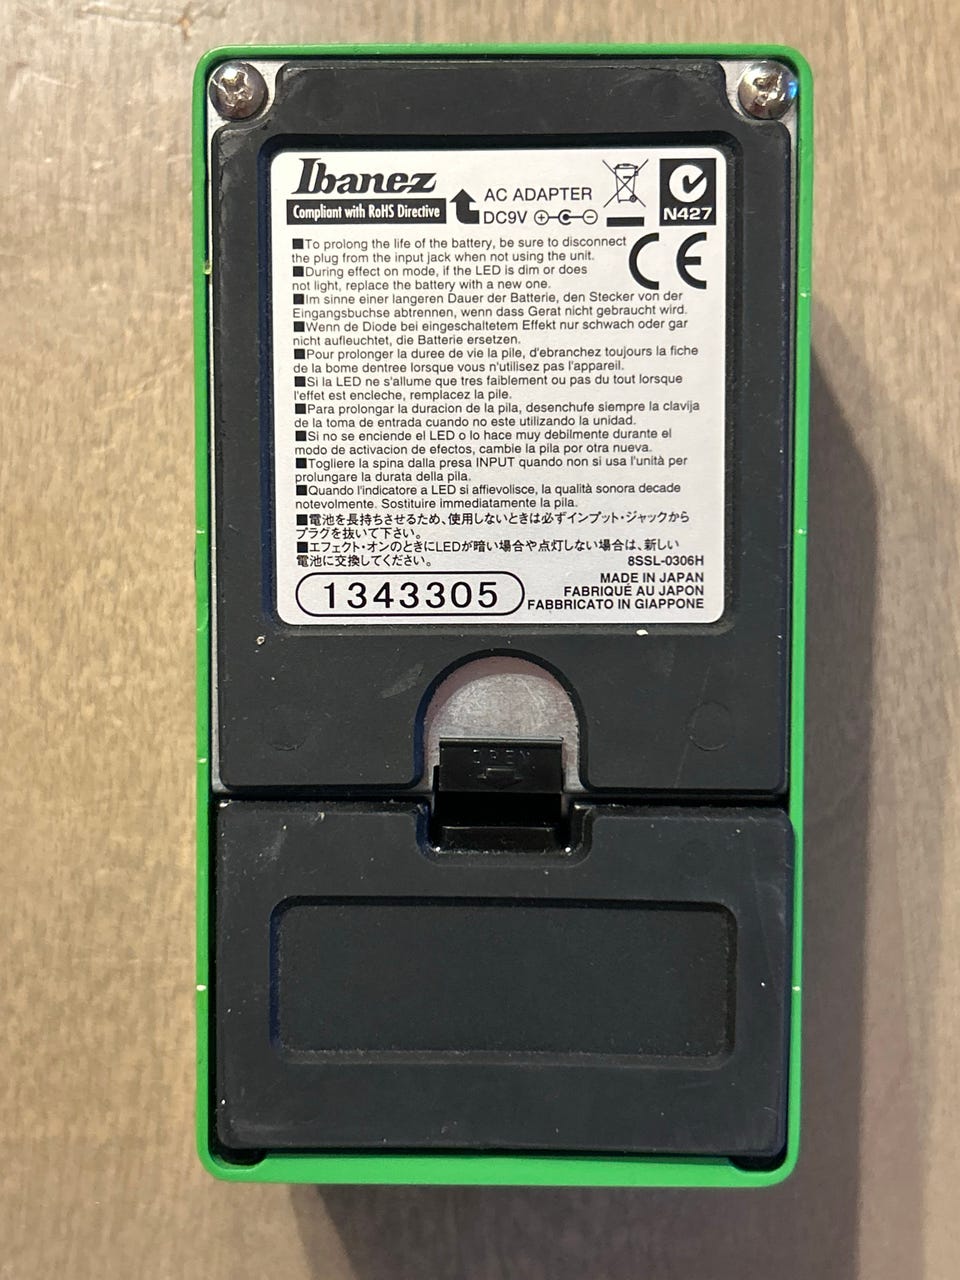 Ibanez
Compliant with RoHS Directive
AC ADAPTER
DC9V
N427
CE
■To prolong the life of the battery, be sure to disconnect
the plug from the input jack when not using the unit.
■During effect on mode, if the LED is dim or does
not light, replace the battery with a new one.
■Im sinne einer langeren Dauer der Batterie, den Stecker von der
Eingangsbuchse abtrennen, wenn dass Gerat nicht gebraucht wird.
■Wenn de Diode bei eingeschaltetem Effekt nur schwach oder gar
nicht aufleuchtet, die Batterie ersetzen.
■Pour prolonger la duree de vie la pile, d'ebranchez toujours la fiche
de la bome dentree lorsque vous n'utilisez pas l'appareil.
■Si la LED ne s'allume que tres faiblement ou pas du tout lorsque
l'effet est encleche, remplacez la pile.
■Para prolongar la duracion de la pila, desenchufe siempre la clavija
de la toma de entrada cuando no este utilizando la unidad.
■Si no se enciende el LED o lo hace muy debilmente durante el
modo de activacion de efectos, cambie la pila por otra nueva.
■Togliere la spina dalla presa INPUT quando non si usa l'unità per
prolungare la durata della pila.
■Quando l'indicatore a LED si affievolisce, la qualità sonora decade
notevolmente. Sostituire immediatamente la pila.
■電池を長持ちさせるため、使用しないときは必ずインプット・ジャックから
プラグを抜いて下さい。
■エフェクト・オンのときにLEDが暗い場合や点灯しない場合は、新しい
電池に交換してください。
8SSL-0306H
MADE IN JAPAN
FABRIQUÉ AU JAPON
FABBRICATO IN GIAPPONE
1343305
OPEN